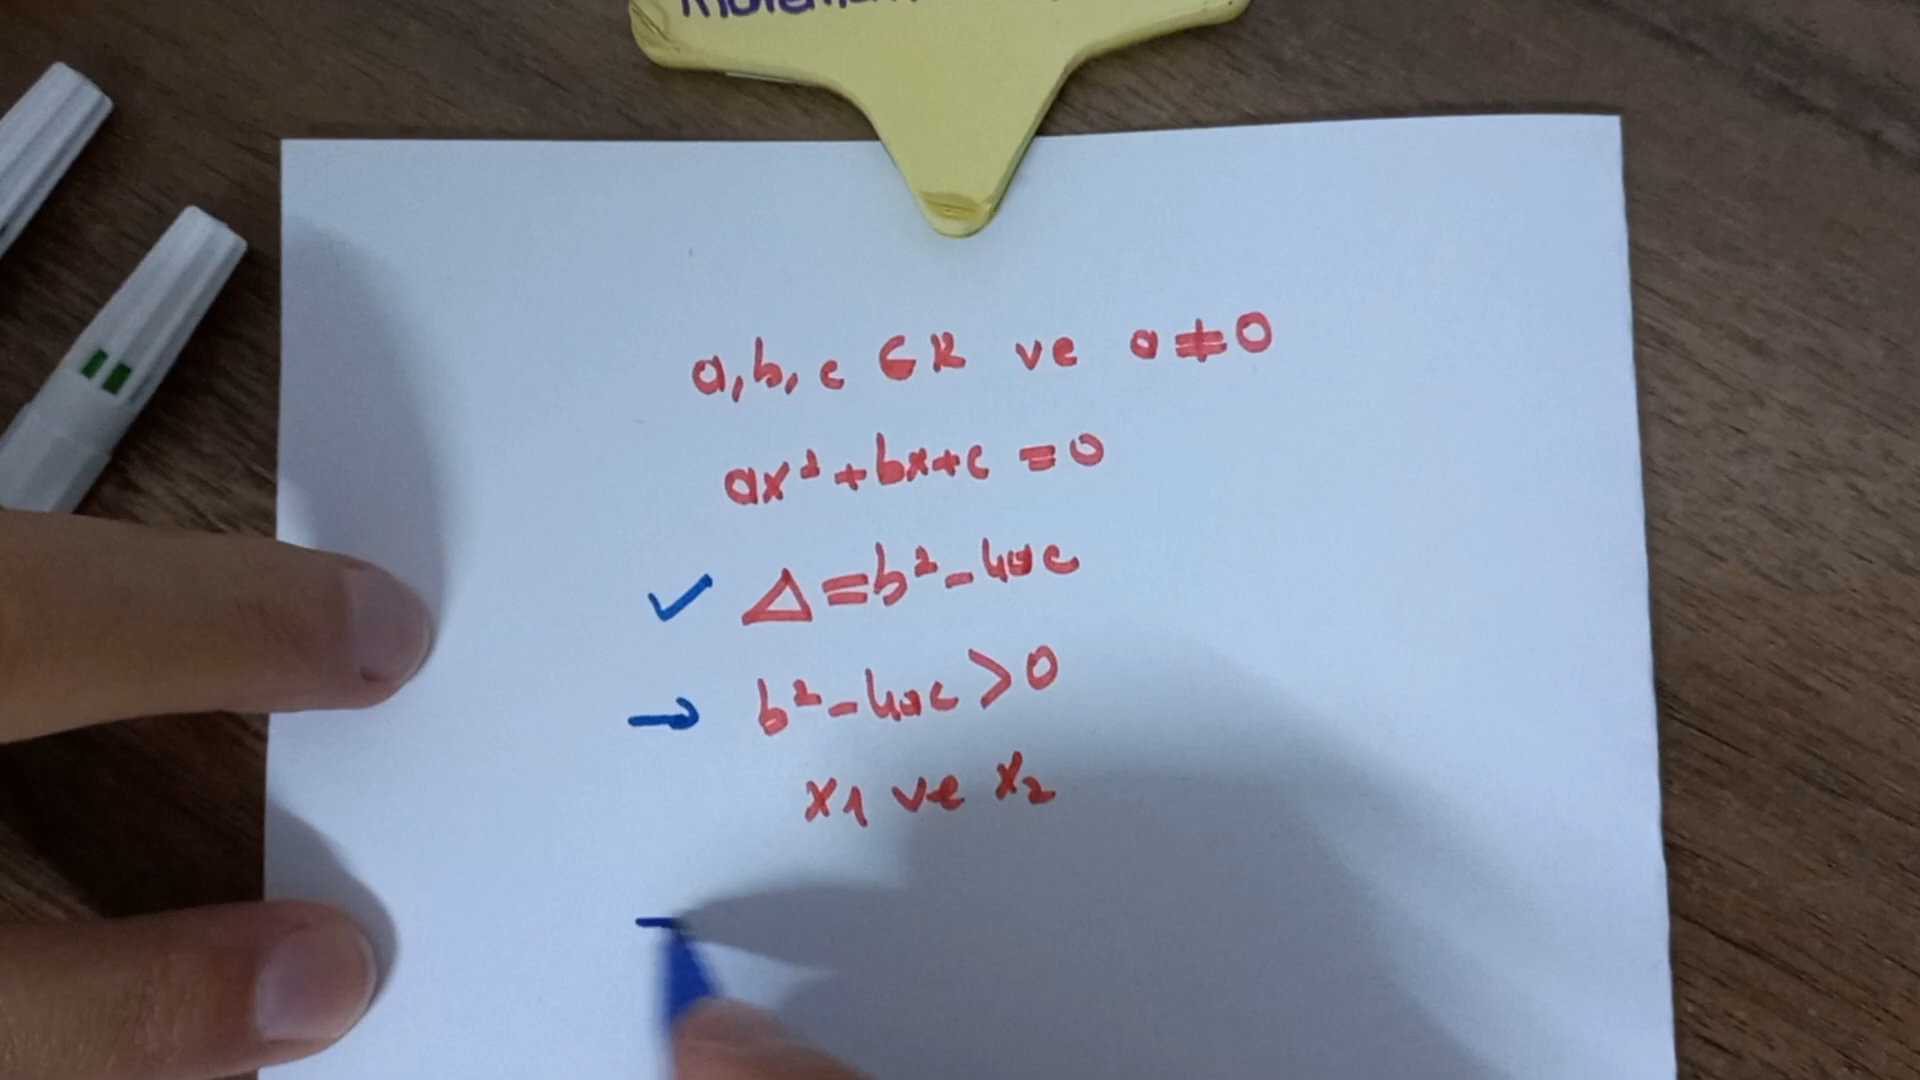 a, b, c ∈ R ve a ≠ 0
ax² + bx + c = 0
✓ Δ = b² - 4ac
→ b² - 4ac > 0
x₁ ve x₂